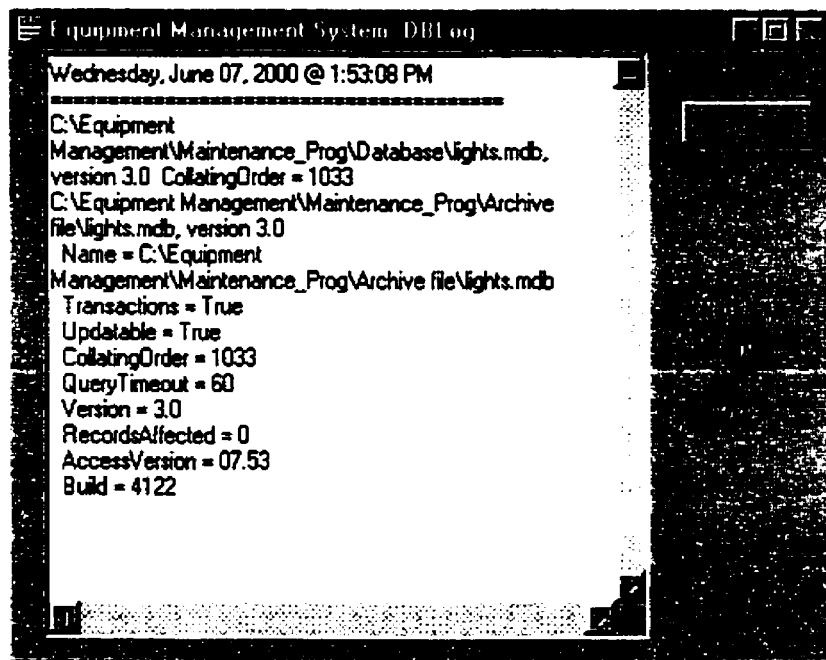 Equipment Management System DBLog
Wednesday, June 07, 2000 @ 1:53:08 PM
========================================
C:\Equipment
Management\Maintenance_Prog\Database\lights.mdb,
version 3.0 CollatingOrder = 1033
C:\Equipment Management\Maintenance_Prog\Archive
file\lights.mdb, version 3.0
Name = C:\Equipment
Management\Maintenance_Prog\Archive file\lights.mdb
Transactions = True
Updatable = True
CollatingOrder = 1033
QueryTimeout = 60
Version = 3.0
RecordsAffected = 0
AccessVersion = 07.53
Build = 4122